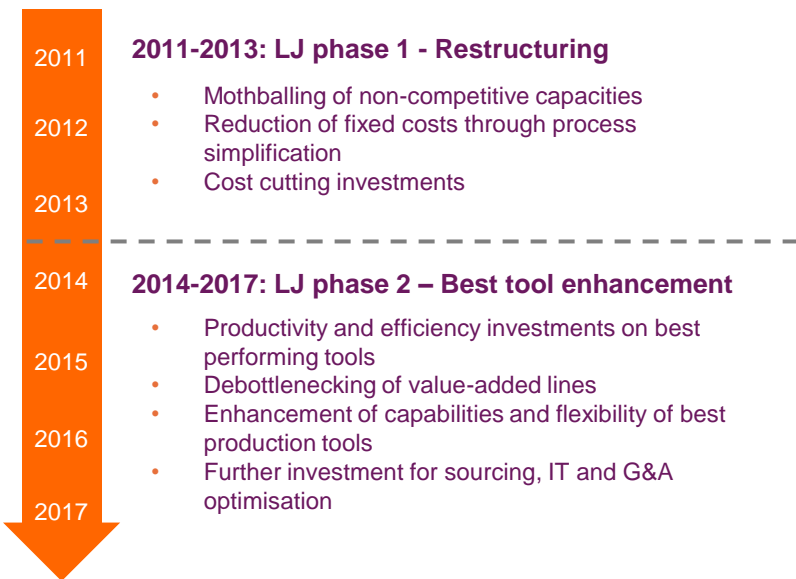 2011
2011-2013: LJ phase 1 - Restructuring
• Mothballing of non-competitive capacities
2012
• Reduction of fixed costs through process
simplification
• Cost cutting investments
2013
2014
2014-2017: LJ phase 2 – Best tool enhancement
• Productivity and efficiency investments on best
performing tools
2015
• Debottlenecking of value-added lines
• Enhancement of capabilities and flexibility of best
production tools
2016
• Further investment for sourcing, IT and G&A
optimisation
2017